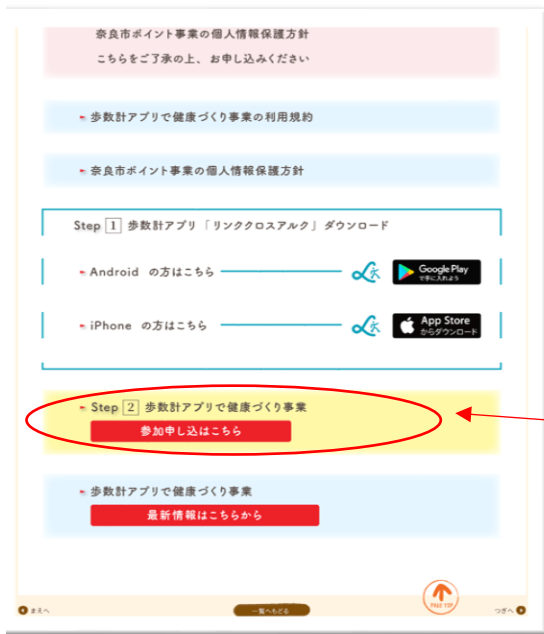 奈良市ポイント事業の個人情報保護方針
こちらをご了承の上、お申し込みください
歩数計アプリで健康づくり事業の利用規約
奈良市ポイント事業の個人情報保護方針
Step 1 歩数計アプリ「リンククロスアルク」ダウンロード
Android の方はこちら
Google Play
で手に入れよう
iPhone の方はこちら
App Store
からダウンロード
Step 2 歩数計アプリで健康づくり事業
参加申し込はこちら
歩数計アプリで健康づくり事業
最新情報はこちらから
PAGE TOP
まえへ
一覧へもどる
つぎへ